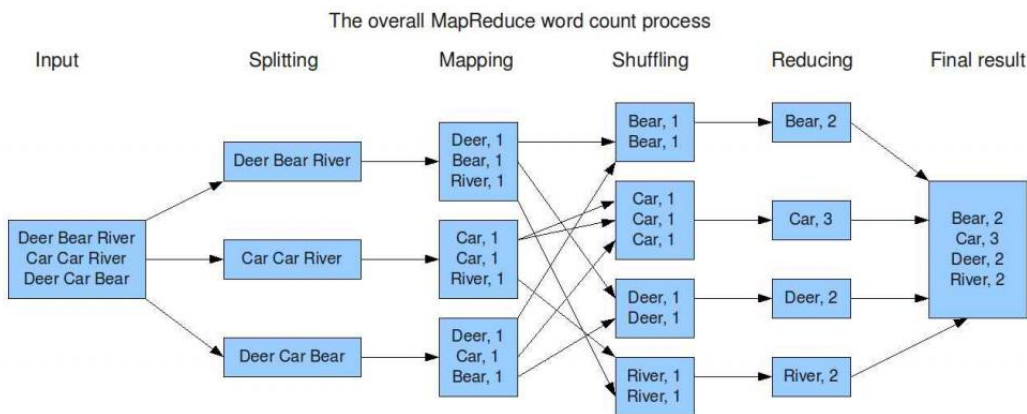 The overall MapReduce word count process
Input
Splitting
Mapping
Shuffling
Reducing
Final result
Deer Bear River
Car Car River
Deer Car Bear
Deer Bear River
Car Car River
Deer Car Bear
Deer, 1
Bear, 1
River, 1
Car, 1
Car, 1
River, 1
Deer, 1
Car, 1
Bear, 1
Bear, 1
Bear, 1
Car, 1
Car, 1
Car, 1
Deer, 1
Deer, 1
River, 1
River, 1
Bear, 2
Car, 3
Deer, 2
River, 2
Bear, 2
Car, 3
Deer, 2
River, 2